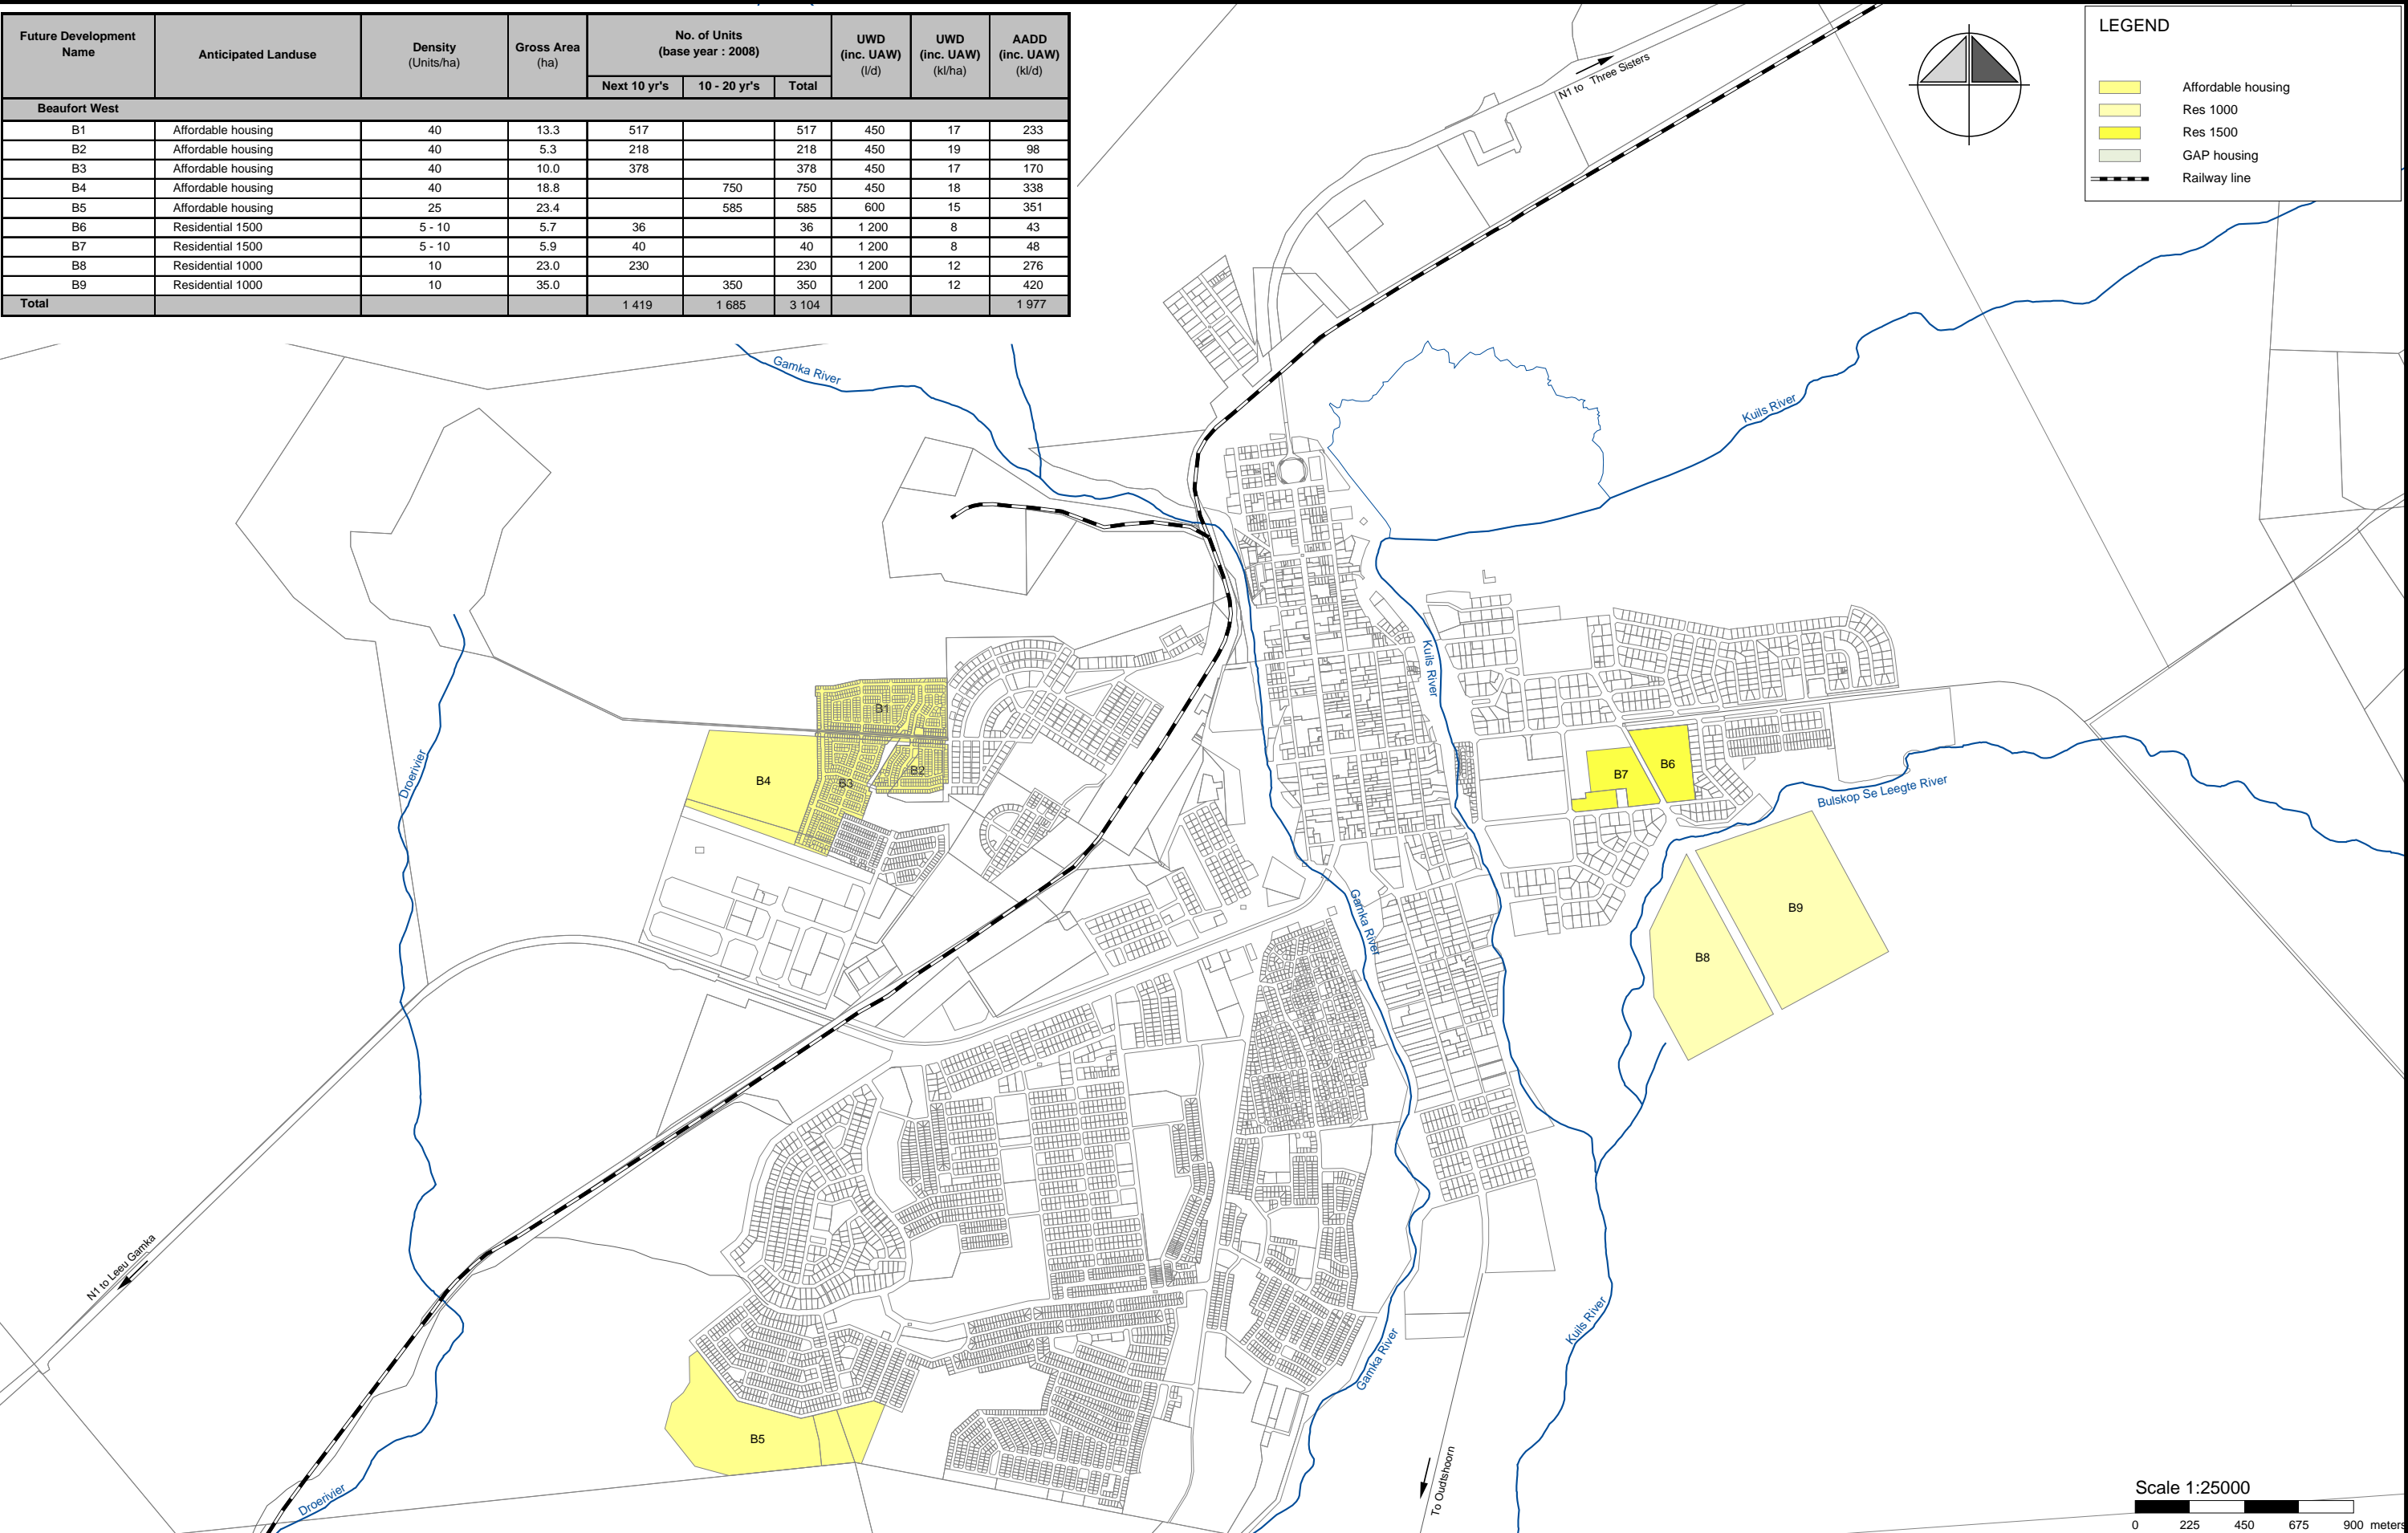 Future Development Name | Anticipated Landuse | Density (Units/ha) | Gross Area (ha) | No. of Units (base year : 2008) | UWD (inc. UAW) (l/d) | UWD (inc. UAW) (kl/ha) | AADD (inc. UAW) (kl/d)
Next 10 yr's | 10 - 20 yr's | Total
Beaufort West
B1 | Affordable housing | 40 | 13.3 | 517 | | 517 | 450 | 17 | 233
B2 | Affordable housing | 40 | 5.3 | 218 | | 218 | 450 | 19 | 98
B3 | Affordable housing | 40 | 10.0 | 378 | | 378 | 450 | 17 | 170
B4 | Affordable housing | 40 | 18.8 | | 750 | 750 | 450 | 18 | 338
B5 | Affordable housing | 25 | 23.4 | | 585 | 585 | 600 | 15 | 351
B6 | Residential 1500 | 5 - 10 | 5.7 | 36 | | 36 | 1 200 | 8 | 43
B7 | Residential 1500 | 5 - 10 | 5.9 | 40 | | 40 | 1 200 | 8 | 48
B8 | Residential 1000 | 10 | 23.0 | 230 | | 230 | 1 200 | 12 | 276
B9 | Residential 1000 | 10 | 35.0 | | 350 | 350 | 1 200 | 12 | 420
Total | | | | 1 419 | 1 685 | 3 104 | | | 1 977
LEGEND
Affordable housing
Res 1000
Res 1500
GAP housing
Railway line
N1 to Three Sisters
Gamka River
Kuils River
Kuils River
Droerivier
B1
B2
B3
B4
B7
B6
Bulskop Se Leegte River
Gamka River
B9
B8
N1 to Leeu Gamka
Kuils River
Gamka River
B5
Droerivier
To Oudtshoorn
Scale 1:25000
0 225 450 675 900 meters